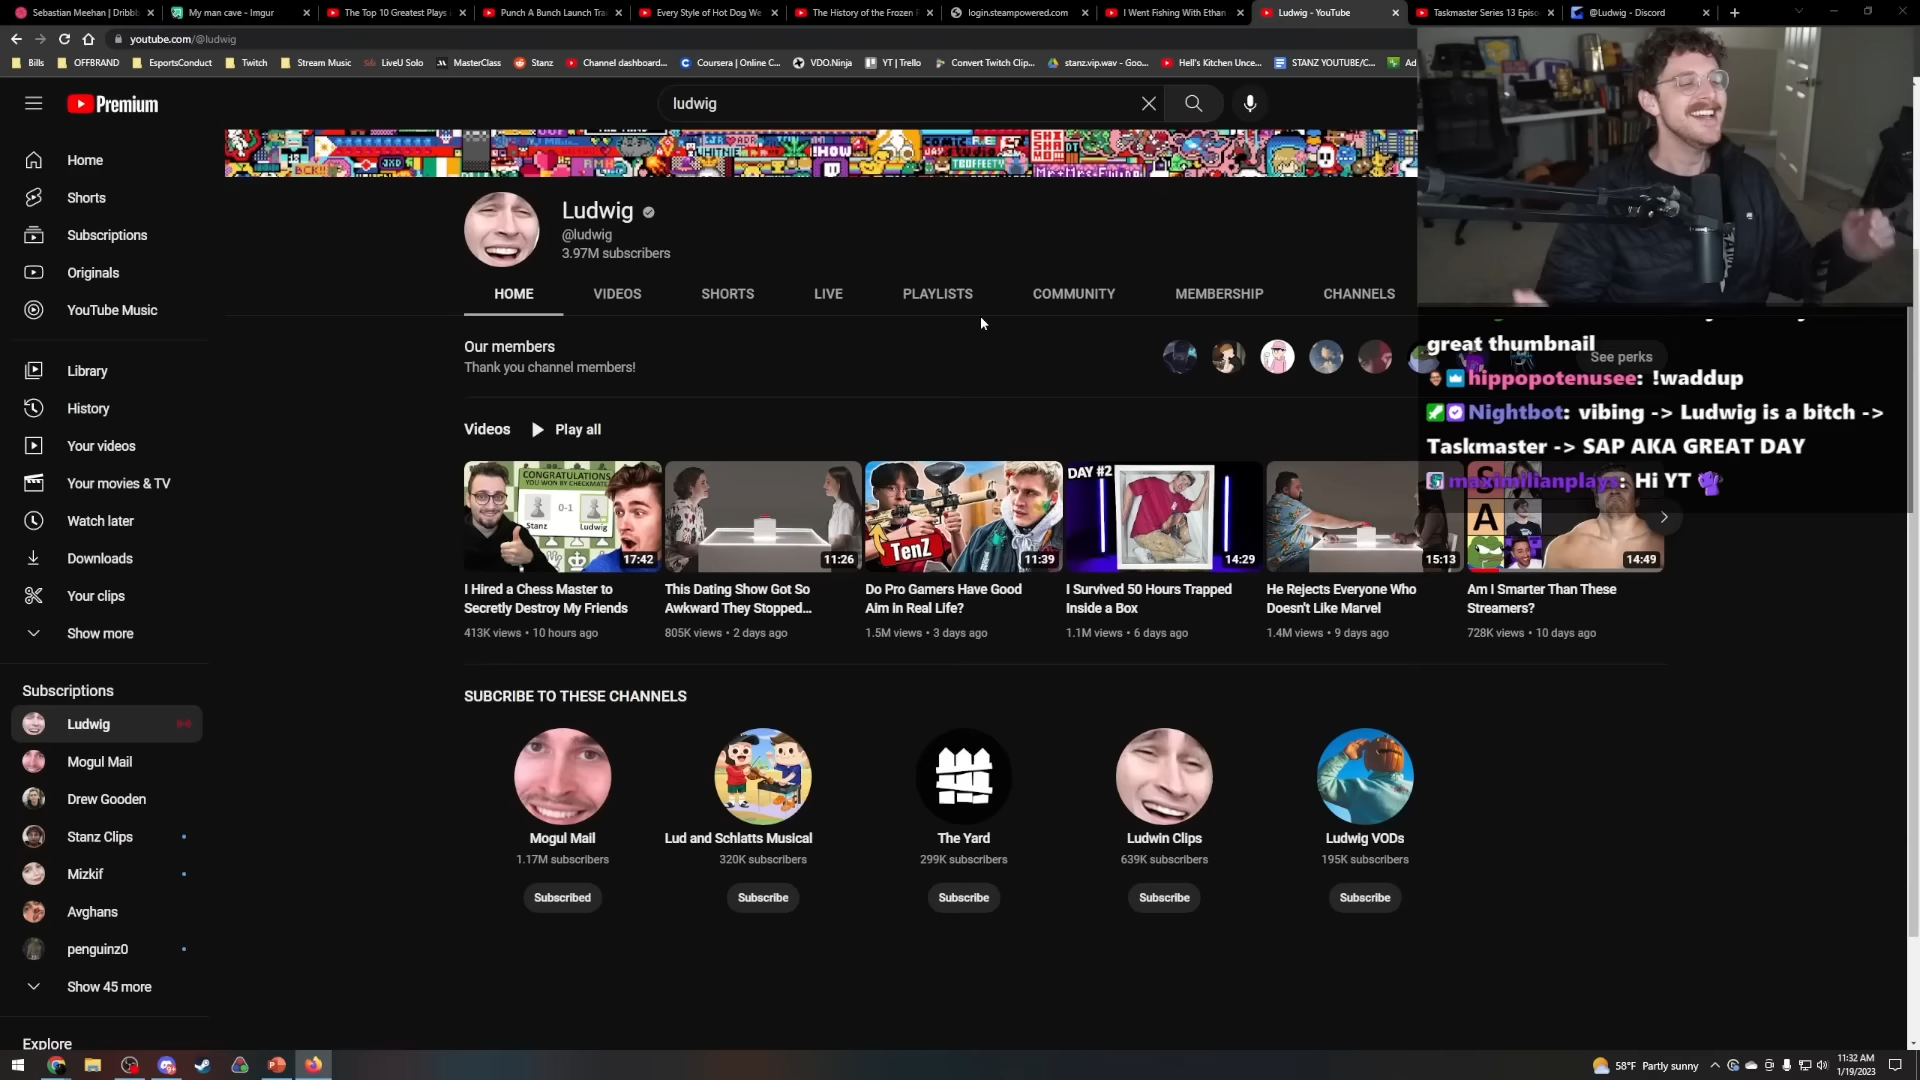 Sebastian Meehan | Dribbb
My man cave - Imgur
The Top 10 Greatest Plays i
Punch A Bunch Launch Trai
Every Style of Hot Dog We
The History of the Frozen P
login.steampowered.com
I Went Fishing With Ethan
Ludwig - YouTube
Taskmaster Series 13 Episo
@Ludwig - Discord
youtube.com/@ludwig
Bills
OFFBRAND
EsportsConduct
Twitch
Stream Music
LiveU Solo
MasterClass
Stanz
Channel dashboard...
Coursera | Online C...
VDO.Ninja
YT | Trello
Convert Twitch Clip...
stanz.vip.wav - Goo...
Hell's Kitchen Unce...
STANZ YOUTUBE/C...
Ad
Premium
ludwig
Home
Shorts
Subscriptions
Originals
YouTube Music
Library
History
Your videos
Your movies & TV
Watch later
Downloads
Your clips
Show more
Subscriptions
Ludwig
Mogul Mail
Drew Gooden
Stanz Clips
Mizkif
Avghans
penguinz0
Show 45 more
Explore
Ludwig
@ludwig
3.97M subscribers
HOME
VIDEOS
SHORTS
LIVE
PLAYLISTS
COMMUNITY
MEMBERSHIP
CHANNELS
Our members
Thank you channel members!
See perks
great thumbnail
hippopotenusee: !waddup
Nightbot: vibing -> Ludwig is a bitch ->
Taskmaster -> SAP AKA GREAT DAY
maximilianplays: Hi YT
Videos
Play all
CONGRATULATIONS
YOU WON BY CHECKMATE
0-1
Stanz
Ludwig
17:42
I Hired a Chess Master to
Secretly Destroy My Friends
413K views • 10 hours ago
11:26
This Dating Show Got So
Awkward They Stopped...
805K views • 2 days ago
TenZ
11:39
Do Pro Gamers Have Good
Aim in Real Life?
1.5M views • 3 days ago
DAY #2
14:29
I Survived 50 Hours Trapped
Inside a Box
1.1M views • 6 days ago
15:13
He Rejects Everyone Who
Doesn't Like Marvel
1.4M views • 9 days ago
S
A
14:49
Am I Smarter Than These
Streamers?
728K views • 10 days ago
SUBCRIBE TO THESE CHANNELS
Mogul Mail
1.17M subscribers
Subscribed
Lud and Schlatts Musical
320K subscribers
Subscribe
The Yard
299K subscribers
Subscribe
Ludwin Clips
639K subscribers
Subscribe
Ludwig VODs
195K subscribers
Subscribe
58°F Partly sunny
11:32 AM
1/19/2023